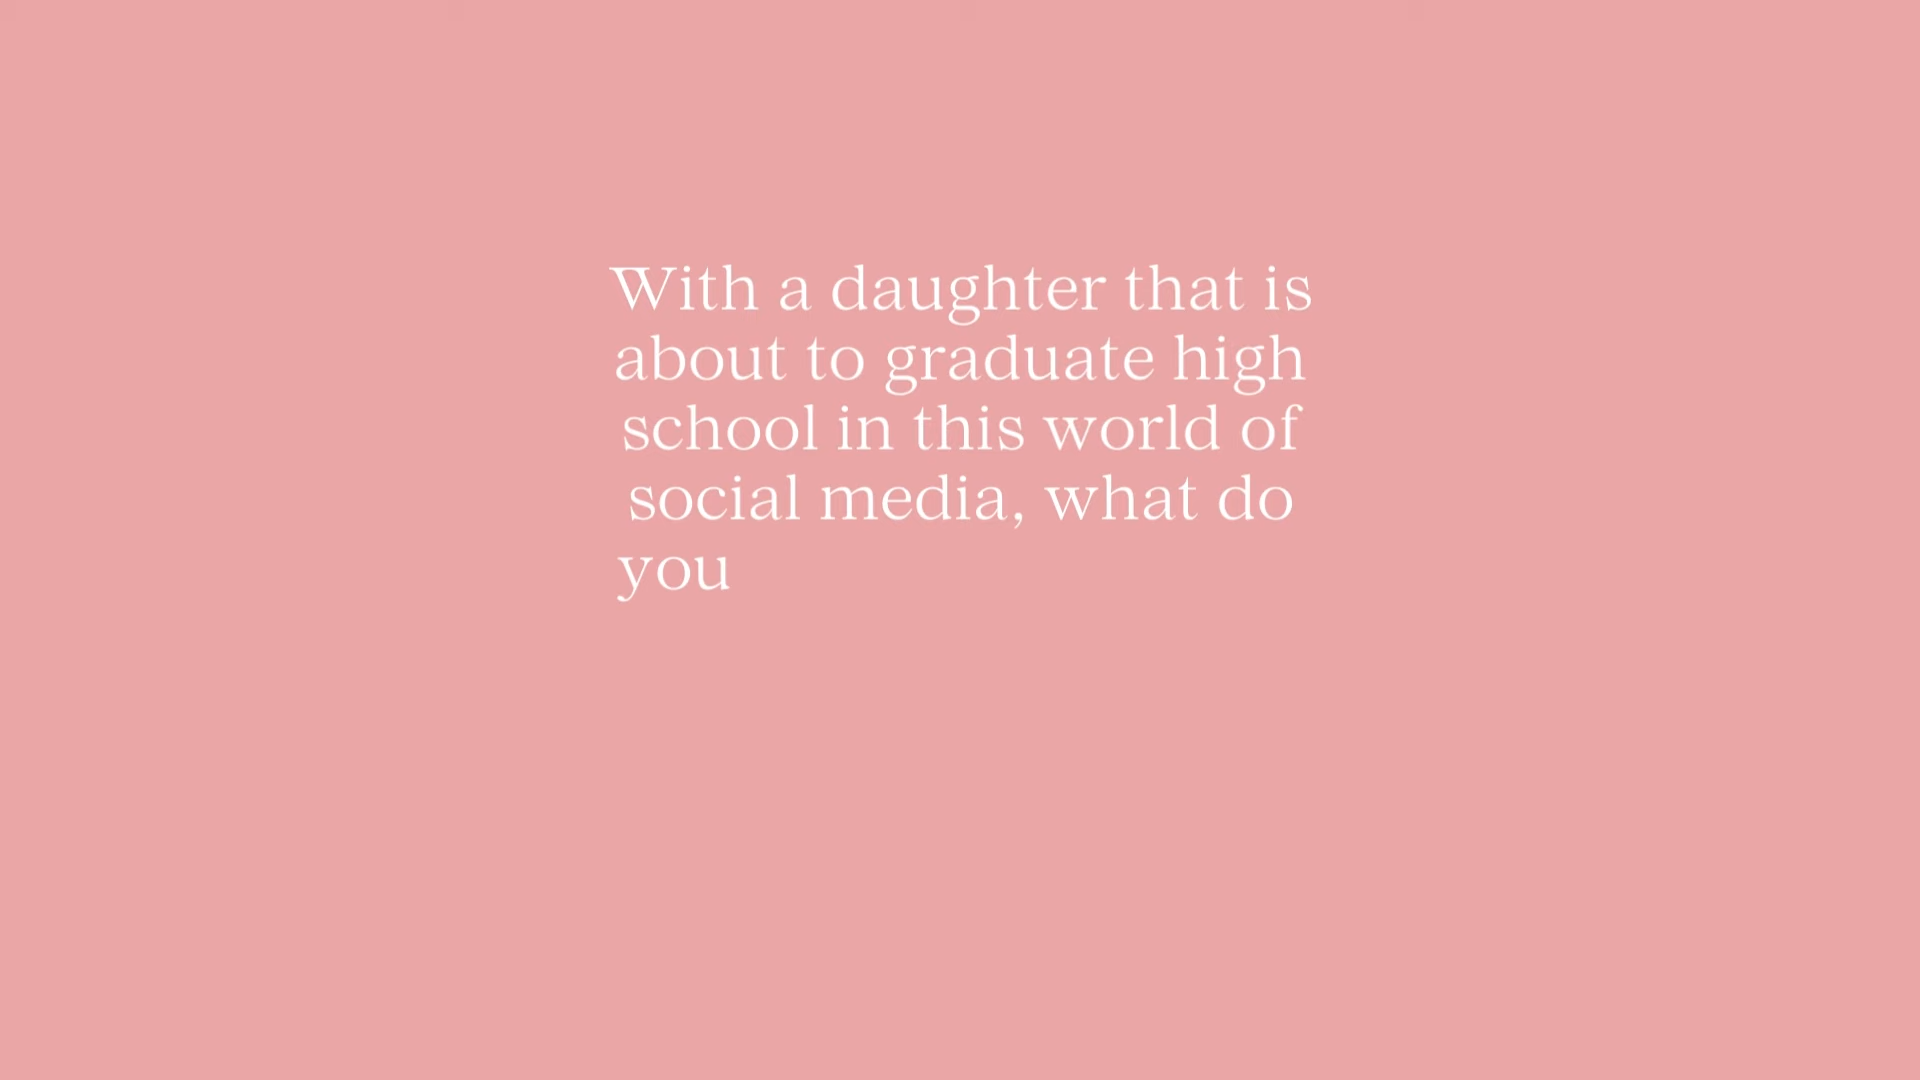 With a daughter that is
about to graduate high
school in this world of
social media, what do
you